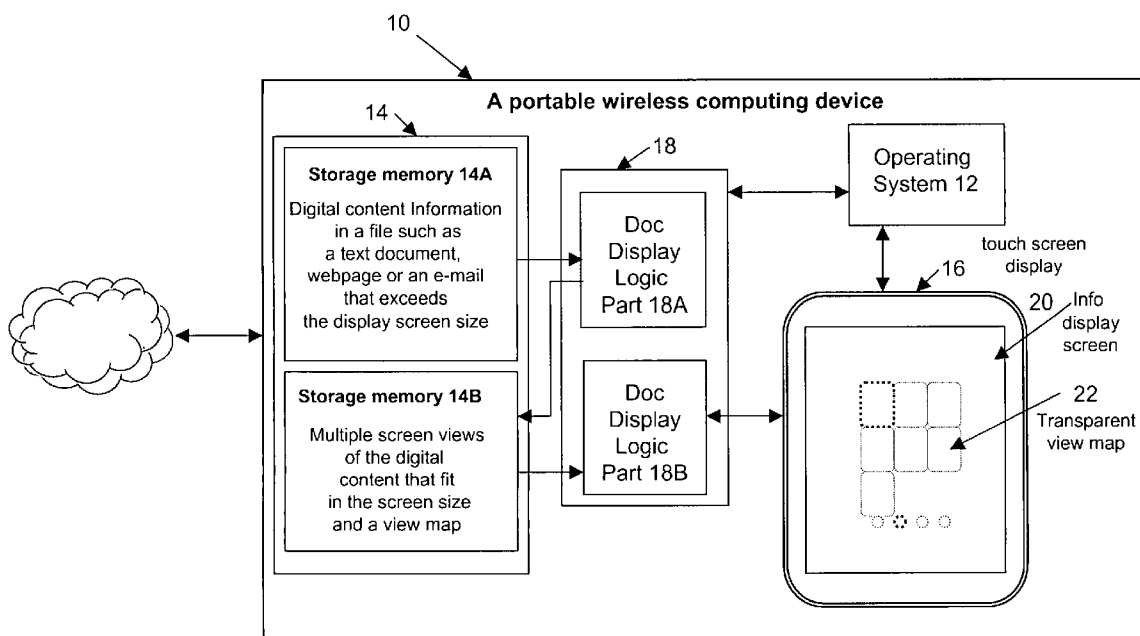 10
A portable wireless computing device
14
Storage memory 14A
Digital content Information
in a file such as
a text document,
webpage or an e-mail
that exceeds
the display screen size
Storage memory 14B
Multiple screen views
of the digital
content that fit
in the screen size
and a view map
18
Doc
Display
Logic
Part 18A
Doc
Display
Logic
Part 18B
Operating
System 12
touch screen
display
16
20
Info
display
screen
22
Transparent
view map